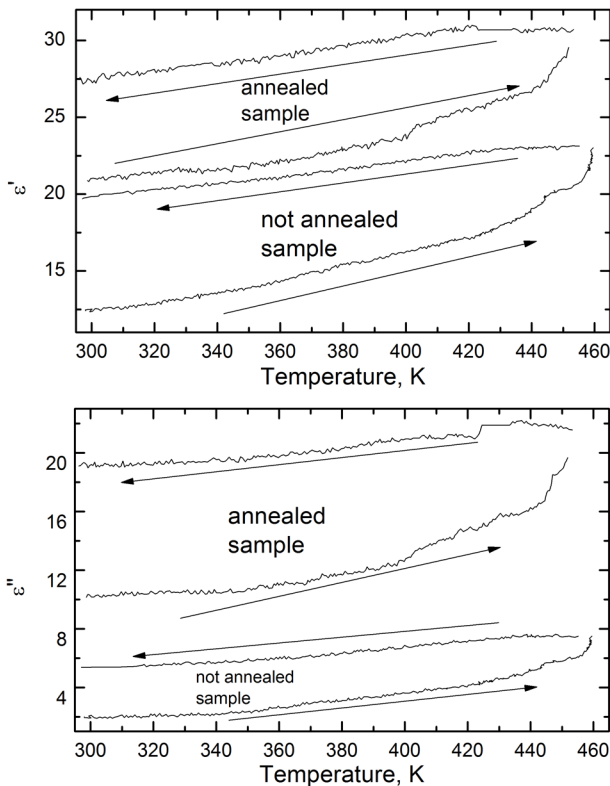 30
25
20
15
ε'
annealed
sample
not annealed
sample
300 320 340 360 380 400 420 440 460
Temperature, K
20
16
12
8
4
ε"
annealed
sample
not annealed
sample
300 320 340 360 380 400 420 440 460
Temperature, K